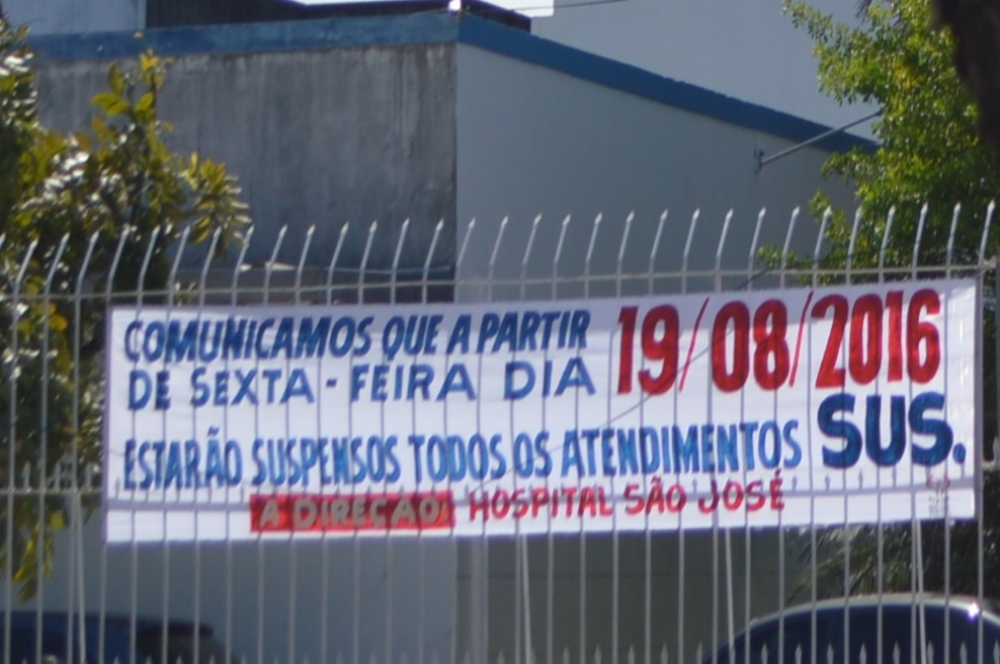 COMUNICAMOS QUE A PARTIR
DE SEXTA-FEIRA DIA 19/08/2016
ESTARÃO SUSPENSOS TODOS OS ATENDIMENTOS SUS.
A DIREÇÃO: HOSPITAL SÃO JOSÉ